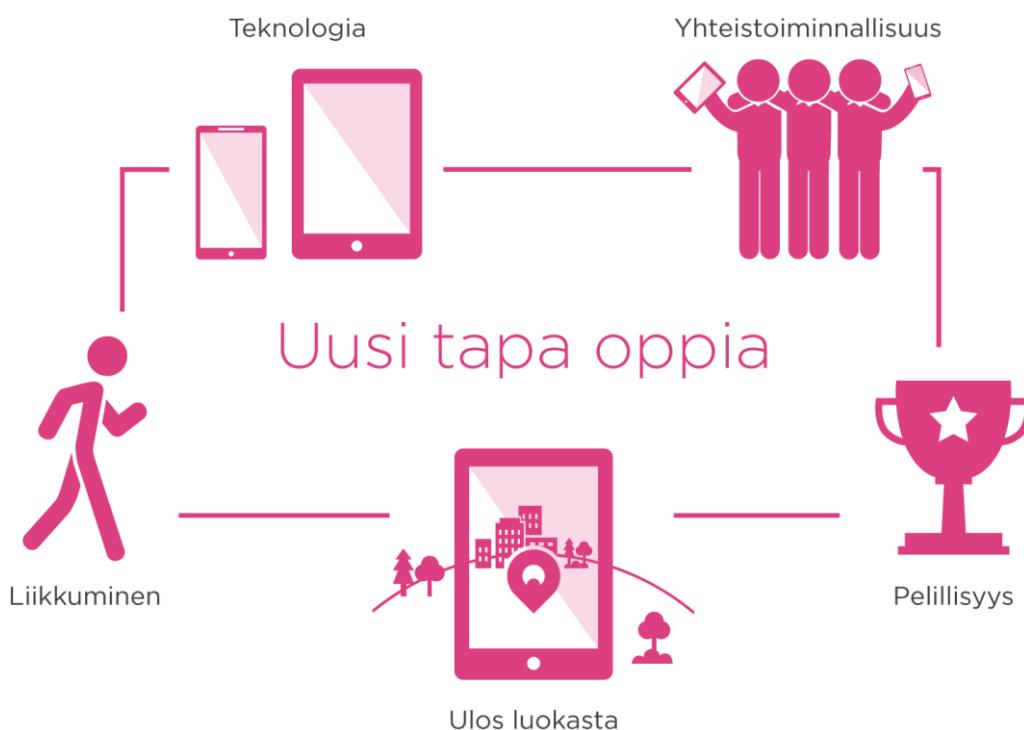 Teknologia
Yhteistoiminnallisuus
Uusi tapa oppia
Liikkuminen
Pelillisyys
Ulos luokasta